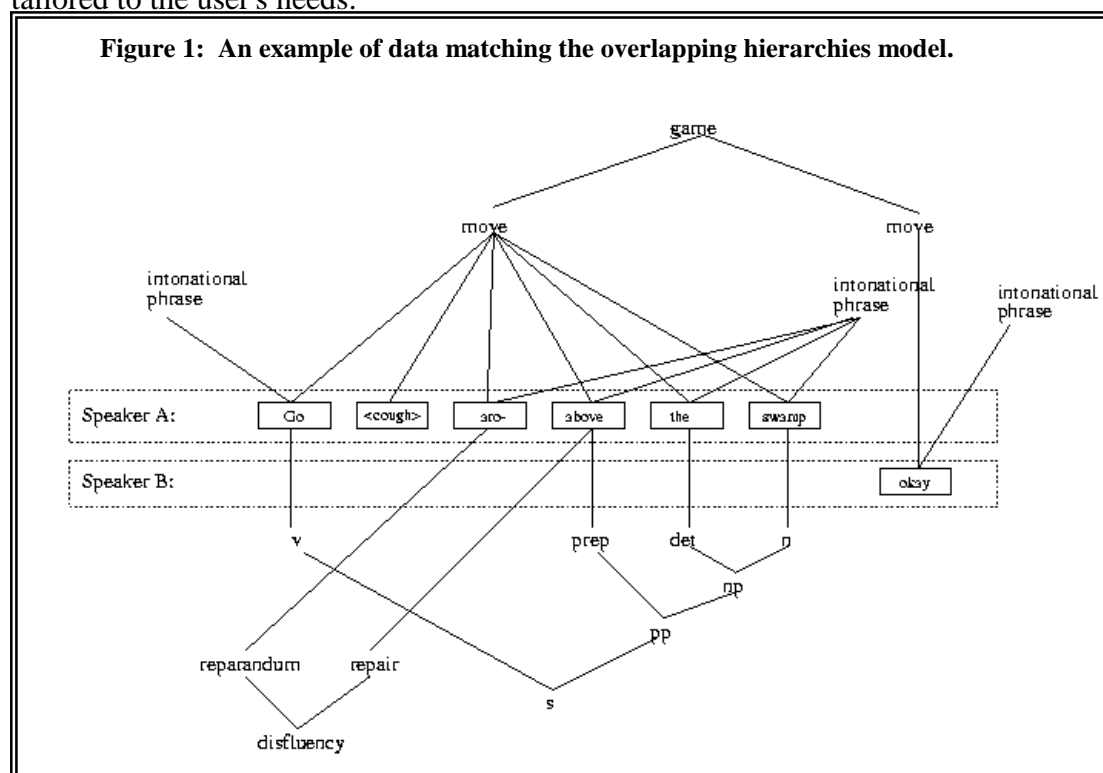 tailored to the user's needs.
Figure 1: An example of data matching the overlapping hierarchies model.
game
move move
intonational phrase intonational phrase intonational phrase
Speaker A: Go <cough> aro- above the swamp
Speaker B: okay
v prep det n
np
pp
reparandum repair
s
disfluency